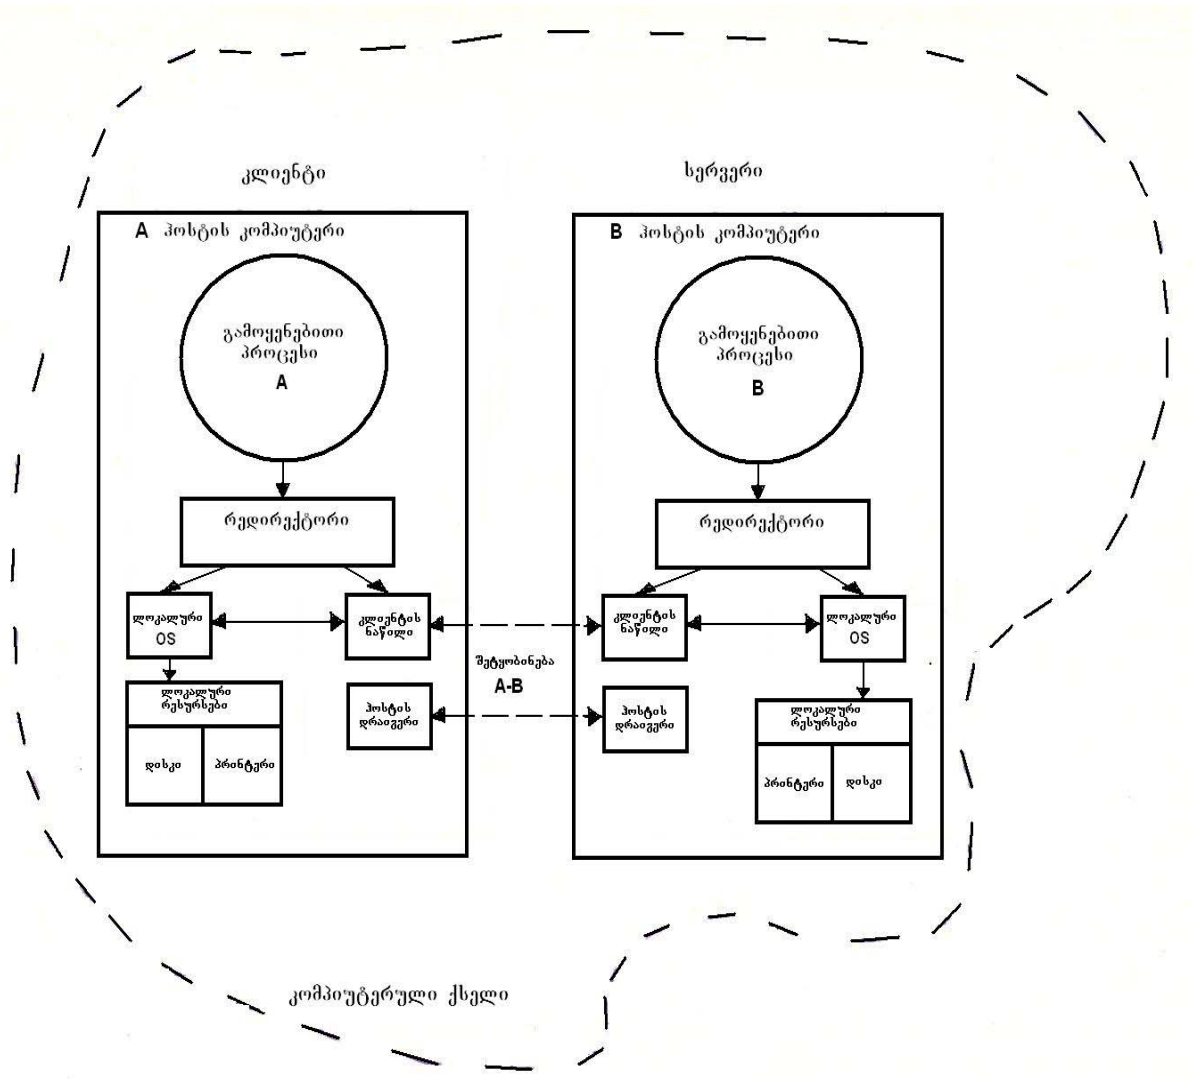 კლიენტი
სერვერი
A ჰოსტის კომპიუტერი
გამოყენებითი
პროცესი
A
რედირექტორი
ლოკალური
OS
კლიენტის
ნაწილი
ლოკალური
რესურსები
დისკი
პრინტერი
ჰოსტის
დრაივერი
შეტყობინება
A-B
B ჰოსტის კომპიუტერი
გამოყენებითი
პროცესი
B
რედირექტორი
კლიენტის
ნაწილი
ლოკალური
OS
ჰოსტის
დრაივერი
ლოკალური
რესურსები
პრინტერი
დისკი
კომპიუტერული ქსელი